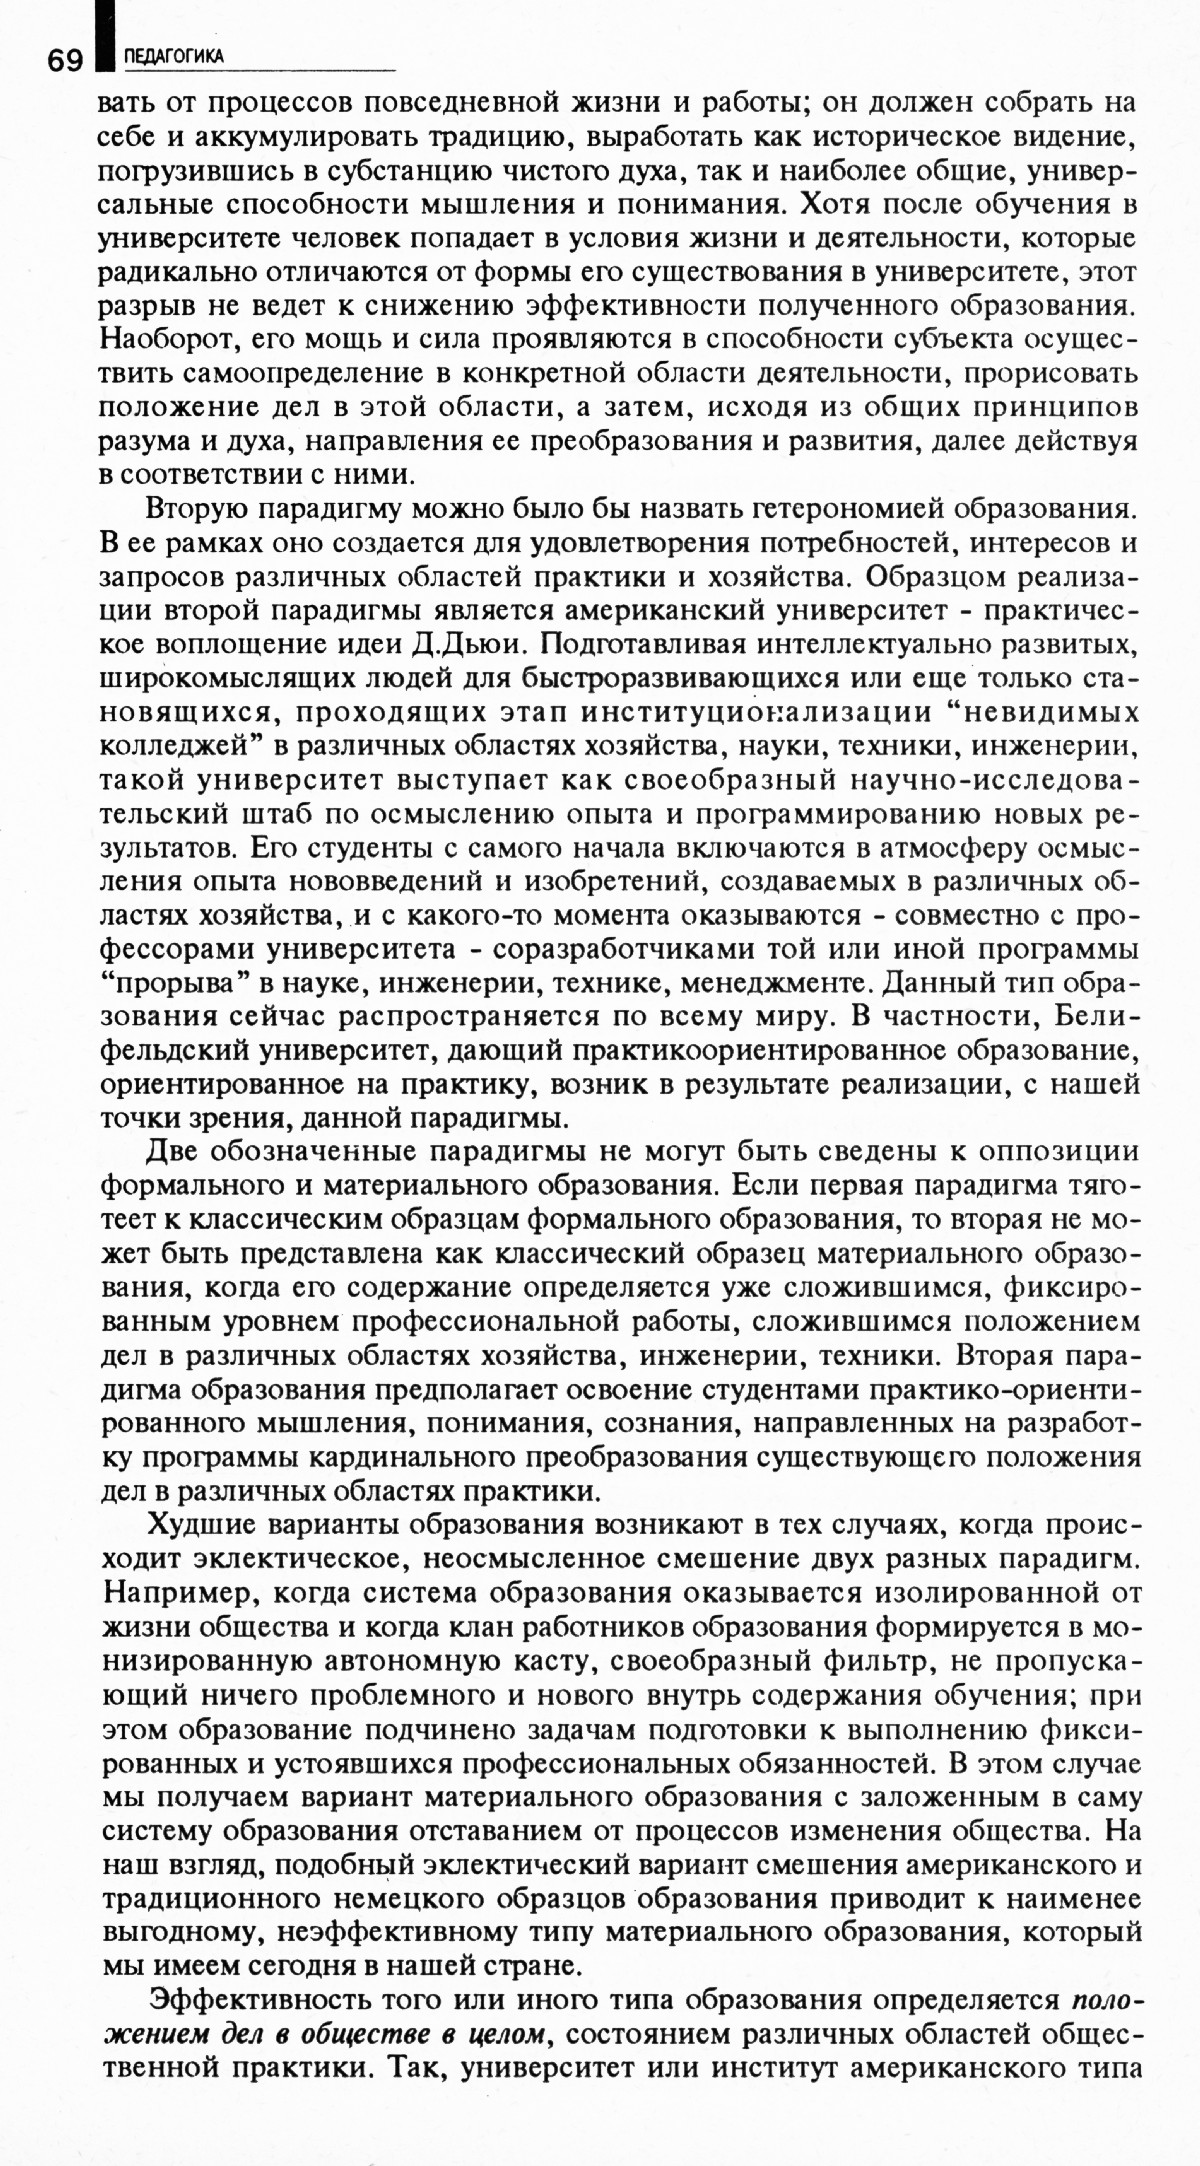 69 ПЕДАГОГИКА
вать от процессов повседневной жизни и работы; он должен собрать на
себе и аккумулировать традицию, выработать как историческое видение,
погрузившись в субстанцию чистого духа, так и наиболее общие, универ-
сальные способности мышления и понимания. Хотя после обучения в
университете человек попадает в условия жизни и деятельности, которые
радикально отличаются от формы его существования в университете, этот
разрыв не ведет к снижению эффективности полученного образования.
Наоборот, его мощь и сила проявляются в способности субъекта осущес-
твить самоопределение в конкретной области деятельности, прорисовать
положение дел в этой области, а затем, исходя из общих принципов
разума и духа, направления ее преобразования и развития, далее действуя
в соответствии с ними.
Вторую парадигму можно было бы назвать гетерономией образования.
В ее рамках оно создается для удовлетворения потребностей, интересов и
запросов различных областей практики и хозяйства. Образцом реализа-
ции второй парадигмы является американский университет - практичес-
кое воплощение идеи Д.Дьюи. Подготавливая интеллектуально развитых,
широкомыслящих людей для быстроразвивающихся или еще только ста-
новящихся, проходящих этап институционализации “невидимых
колледжей” в различных областях хозяйства, науки, техники, инженерии,
такой университет выступает как своеобразный научно-исследова-
тельский штаб по осмыслению опыта и программированию новых ре-
зультатов. Его студенты с самого начала включаются в атмосферу осмыс-
ления опыта нововведений и изобретений, создаваемых в различных об-
ластях хозяйства, и с какого-то момента оказываются - совместно с про-
фессорами университета - соразработчиками той или иной программы
“прорыва” в науке, инженерии, технике, менеджменте. Данный тип обра-
зования сейчас распространяется по всему миру. В частности, Бели-
фельдский университет, дающий практикоориентированное образование,
ориентированное на практику, возник в результате реализации, с нашей
точки зрения, данной парадигмы.
Две обозначенные парадигмы не могут быть сведены к оппозиции
формального и материального образования. Если первая парадигма тяго-
теет к классическим образцам формального образования, то вторая не мо-
жет быть представлена как классический образец материального образо-
вания, когда его содержание определяется уже сложившимся, фиксиро-
ванным уровнем профессиональной работы, сложившимся положением
дел в различных областях хозяйства, инженерии, техники. Вторая пара-
дигма образования предполагает освоение студентами практико-ориенти-
рованного мышления, понимания, сознания, направленных на разработ-
ку программы кардинального преобразования существующего положения
дел в различных областях практики.
Худшие варианты образования возникают в тех случаях, когда проис-
ходит эклектическое, неосмысленное смешение двух разных парадигм.
Например, когда система образования оказывается изолированной от
жизни общества и когда клан работников образования формируется в мо-
низированную автономную касту, своеобразный фильтр, не пропуска-
ющий ничего проблемного и нового внутрь содержания обучения; при
этом образование подчинено задачам подготовки к выполнению фикси-
рованных и устоявшихся профессиональных обязанностей. В этом случае
мы получаем вариант материального образования с заложенным в саму
систему образования отставанием от процессов изменения общества. На
наш взгляд, подобный эклектический вариант смешения американского и
традиционного немецкого образцов образования приводит к наименее
выгодному, неэффективному типу материального образования, который
мы имеем сегодня в нашей стране.
Эффективность того или иного типа образования определяется поло-
жением дел в обществе в целом, состоянием различных областей общес-
твенной практики. Так, университет или институт американского типа